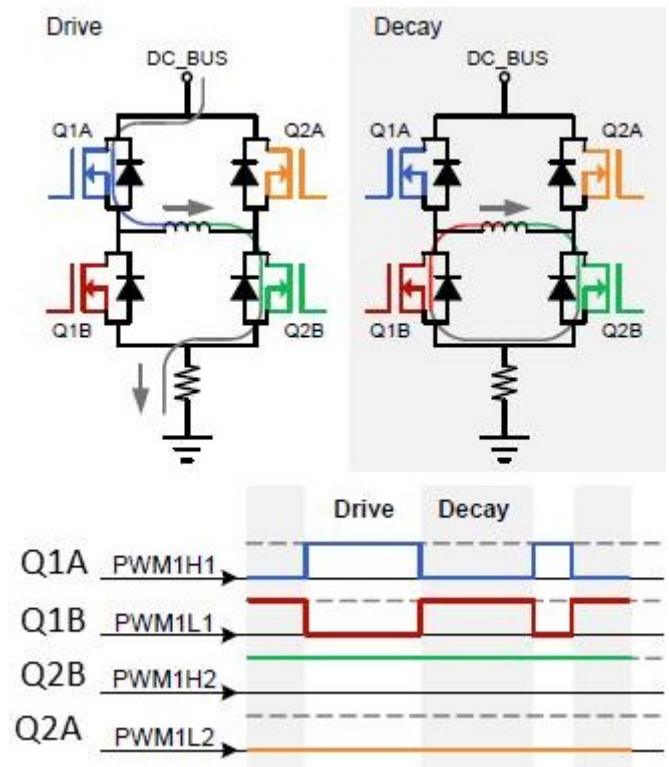 Drive
DC_BUS
Q1A
Q2A
Q1B
Q2B
Decay
DC_BUS
Q1A
Q2A
Q1B
Q2B
Drive Decay
Q1A PWM1H1
Q1B PWM1L1
Q2B PWM1H2
Q2A PWM1L2